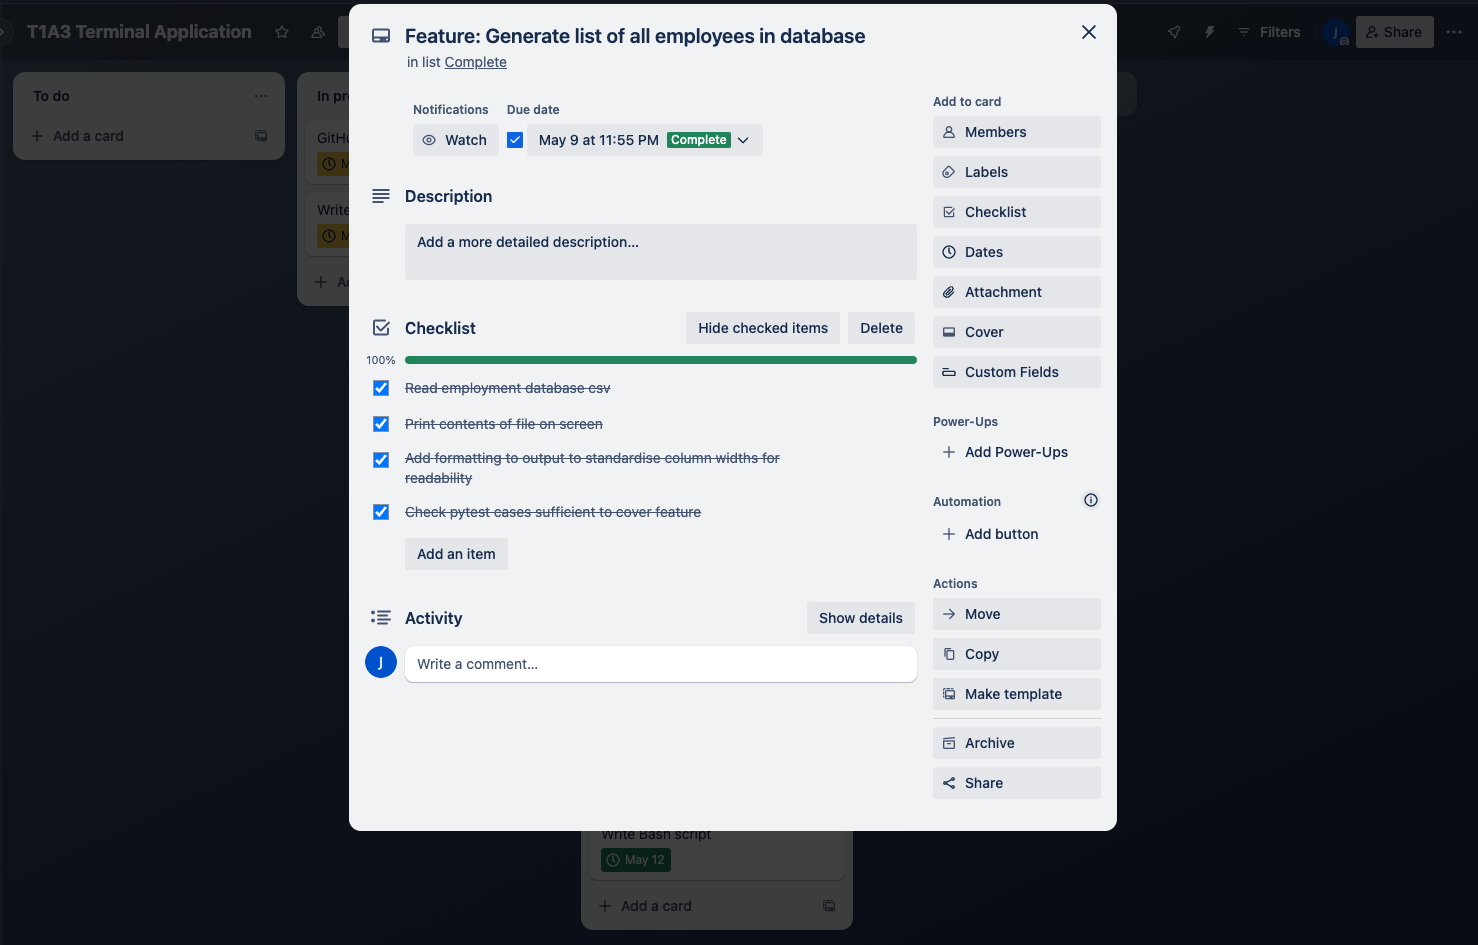 T1A3 Terminal Application
Filters
J
Share
To do
Add a card
In pr
GitHu
M
Write
M
Ad
Feature: Generate list of all employees in database
in list Complete
Notifications
Due date
Watch
May 9 at 11:55 PM
Complete
Description
Add a more detailed description...
Checklist
Hide checked items
Delete
100%
Read employment database csv
Print contents of file on screen
Add formatting to output to standardise column widths for
readability
Check pytest cases sufficient to cover feature
Add an item
Activity
Show details
J
Write a comment...
Add to card
Members
Labels
Checklist
Dates
Attachment
Cover
Custom Fields
Power-Ups
Add Power-Ups
Automation
Add button
Actions
Move
Copy
Make template
Archive
Share
Write Bash script
May 12
Add a card